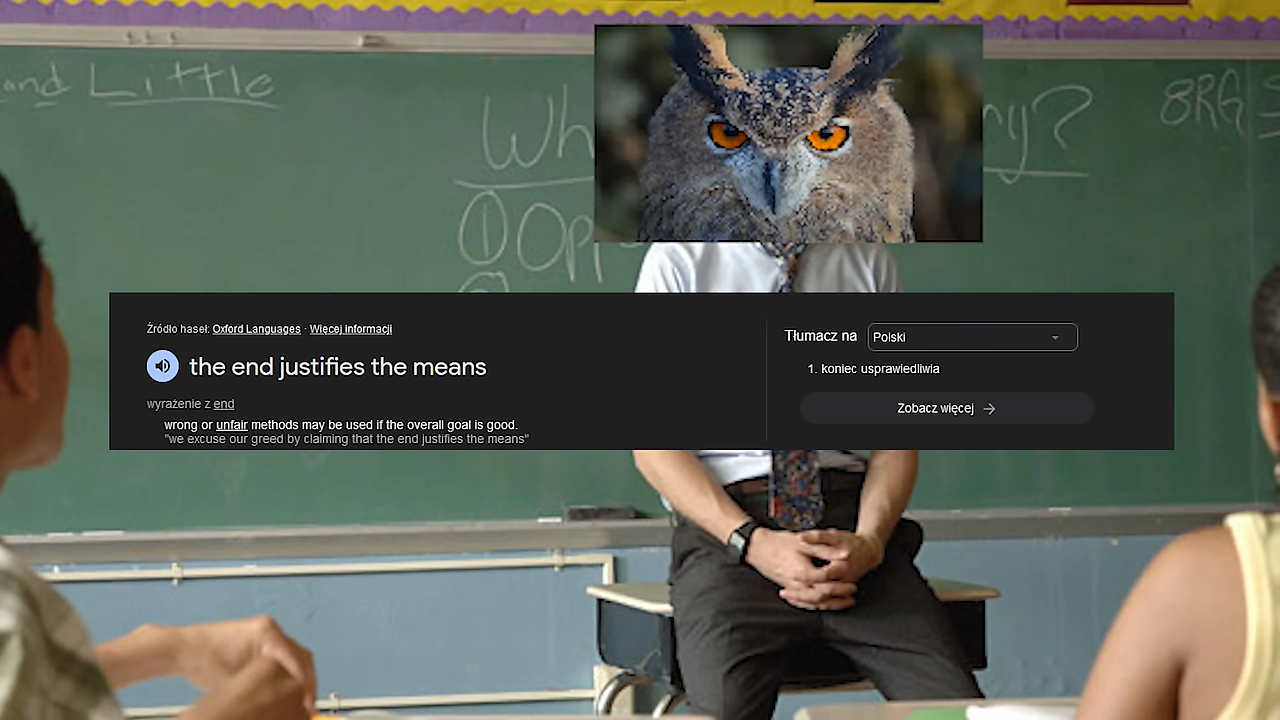 and Little
8RG
Źródło haseł: Oxford Languages · Więcej informacji
the end justifies the means
wyrażenie z end
wrong or unfair methods may be used if the overall goal is good.
"we excuse our greed by claiming that the end justifies the means"
Tłumacz na Polski
1. koniec usprawiedliwia
Zobacz więcej →